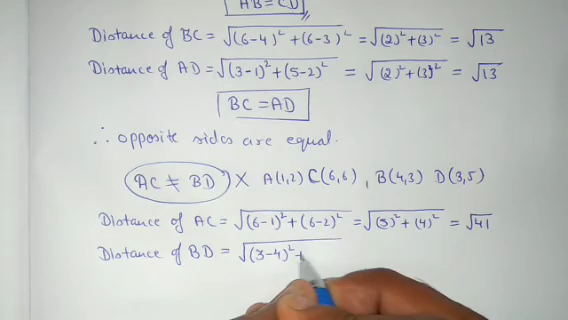 AB = CD
Distance of BC = √(6-4)² + (6-3)² = √(2)² + (3)² = √13
Distance of AD = √(3-1)² + (5-2)² = √(2)² + (3)² = √13
BC = AD
∴ opposite sides are equal.
AC ≠ BD X A(1,2) C(6,6), B(4,3) D(3,5)
Distance of AC = √(6-1)² + (6-2)² = √(5)² + (4)² = √41
Distance of BD = √(3-4)² +